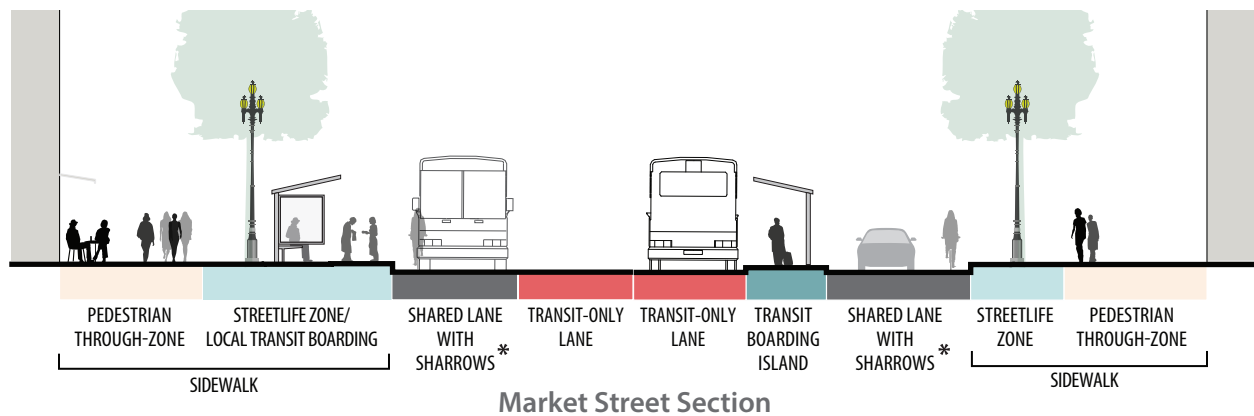 PEDESTRIAN
THROUGH-ZONE
STREETLIFE ZONE/
LOCAL TRANSIT BOARDING
SHARED LANE
WITH
SHARROWS*
TRANSIT-ONLY
LANE
TRANSIT-ONLY
LANE
TRANSIT
BOARDING
ISLAND
SHARED LANE
WITH
SHARROWS*
STREETLIFE
ZONE
PEDESTRIAN
THROUGH-ZONE
SIDEWALK
SIDEWALK
Market Street Section